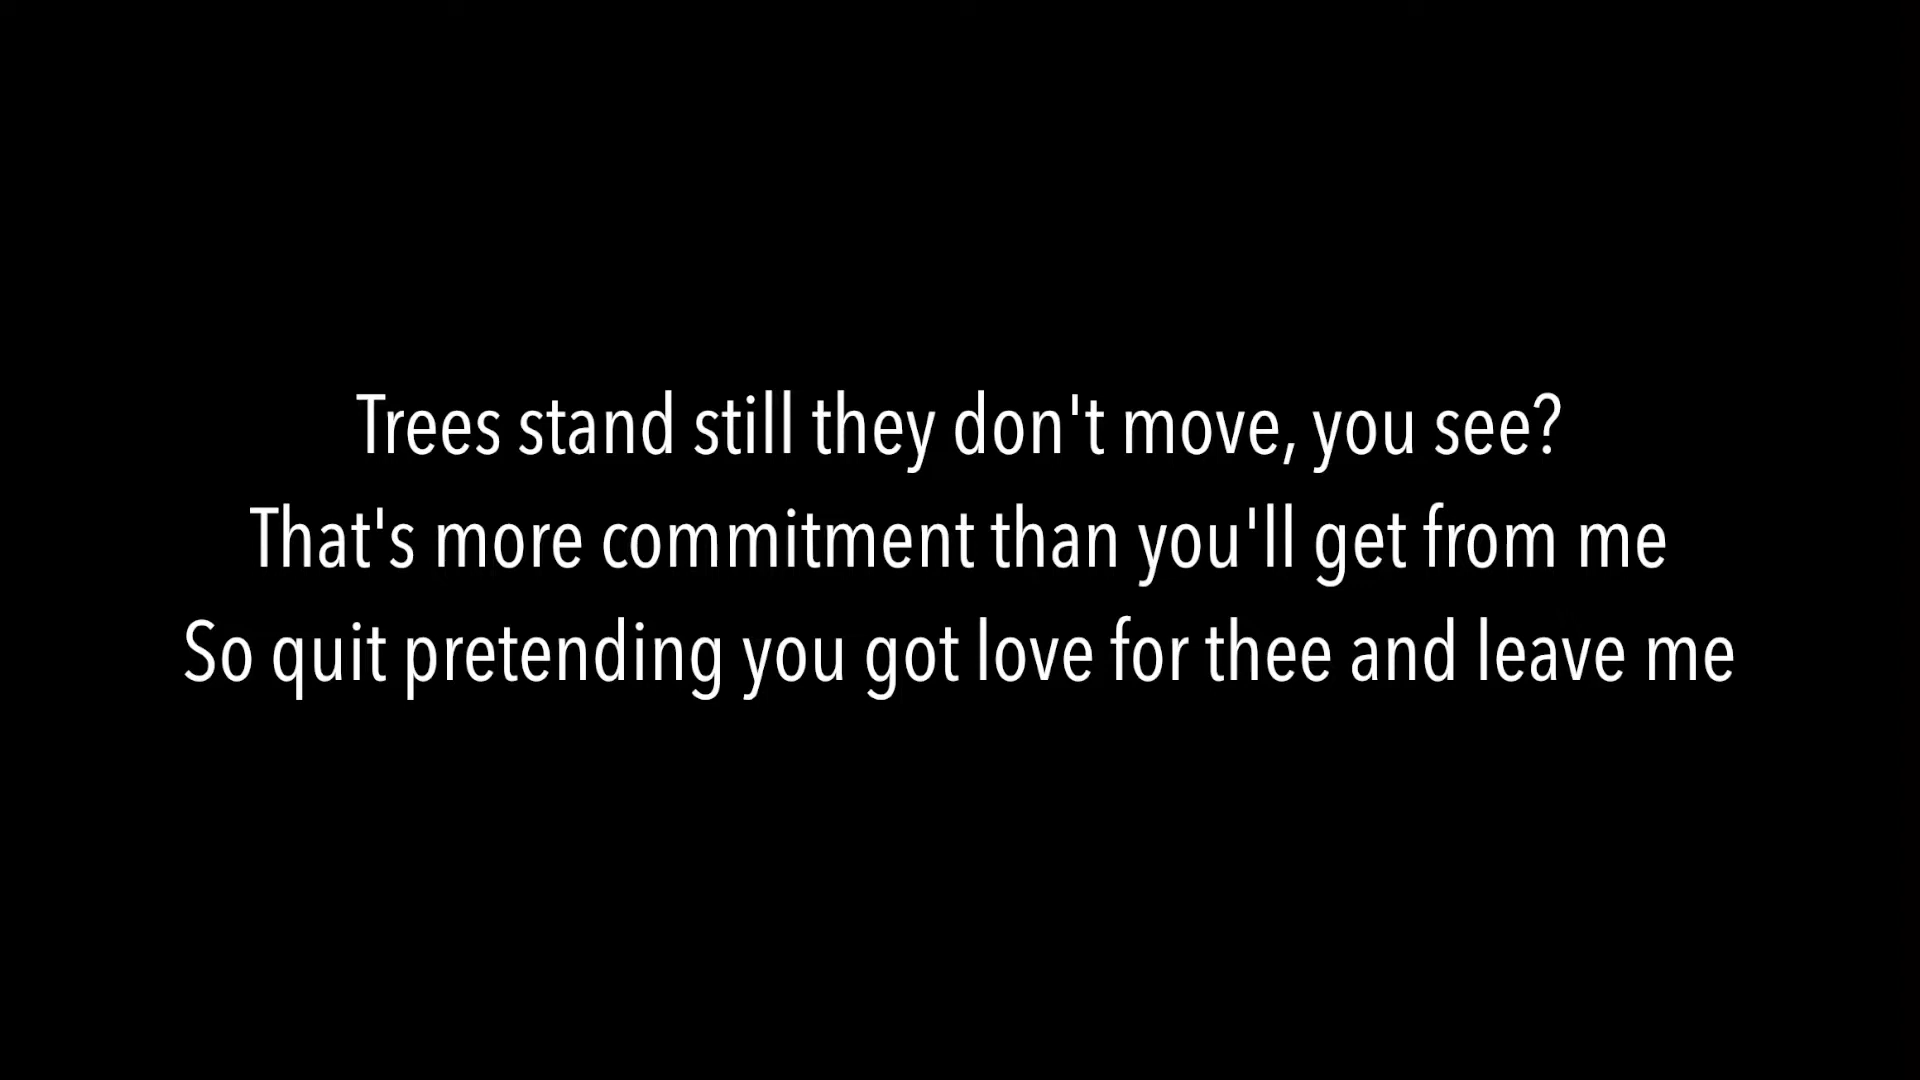 Trees stand still they don't move, you see?
That's more commitment than you'll get from me
So quit pretending you got love for thee and leave me